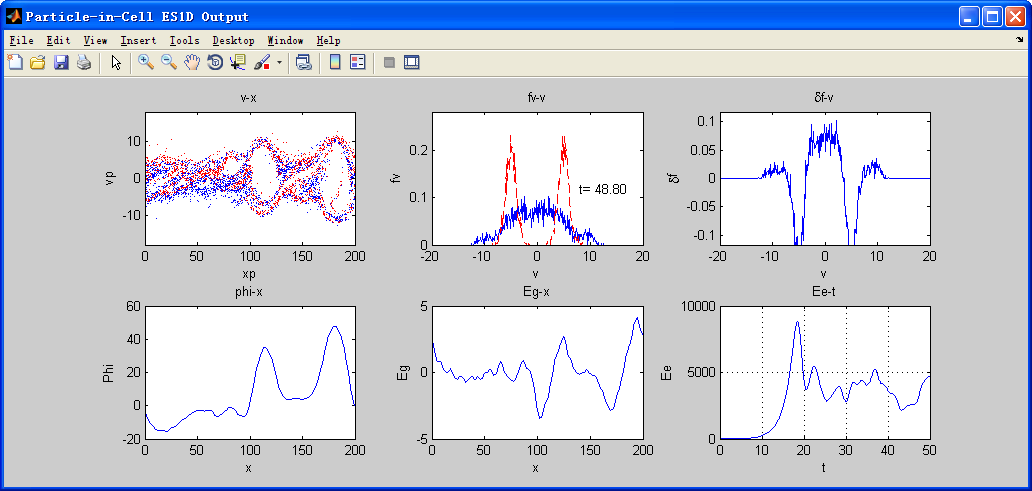 Particle-in-Cell ES1D Output
File Edit View Insert Tools Desktop Window Help
v-x
fv-v
δf-v
10
0
-10
vp
0 50 100 150 200
xp
0.2
0.1
0
fv
t= 48.80
-20 -10 0 10 20
v
0.1
0.05
0
-0.05
-0.1
δf
-20 -10 0 10 20
v
phi-x
Eg-x
Ee-t
60
40
20
0
-20
Phi
0 50 100 150 200
x
5
0
-5
Eg
0 50 100 150 200
x
10000
5000
0
Ee
0 10 20 30 40 50
t